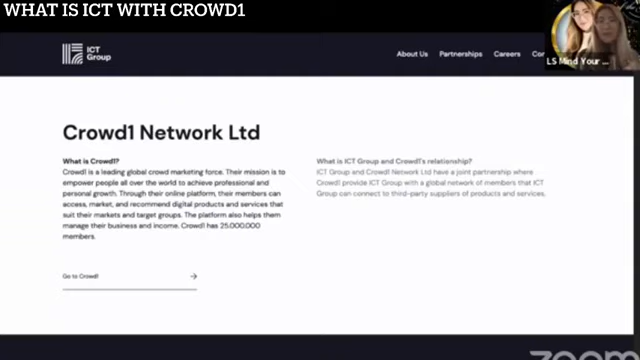 WHAT IS ICT WITH CROWD1
ICT
Group
About Us Partnerships Careers
LS Mind Your ...
Crowd1 Network Ltd
What is Crowd1?
Crowd1 is a leading global crowd marketing force. Their mission is to
empower people all over the world to achieve professional and
personal growth. Through their online platform, their members can
access, market, and recommend digital products and services that
suit their markets and target groups. The platform also helps them
manage their business and income. Crowd1 has 25.000.000
members.
Go to Crowd1
What is ICT Group and Crowd1's relationship?
ICT Group and Crowd1 Network Ltd have a joint partnership where
Crowd1 provide ICT Group with a global network of members that ICT
Group can connect to third-party suppliers of products and services.
zoom